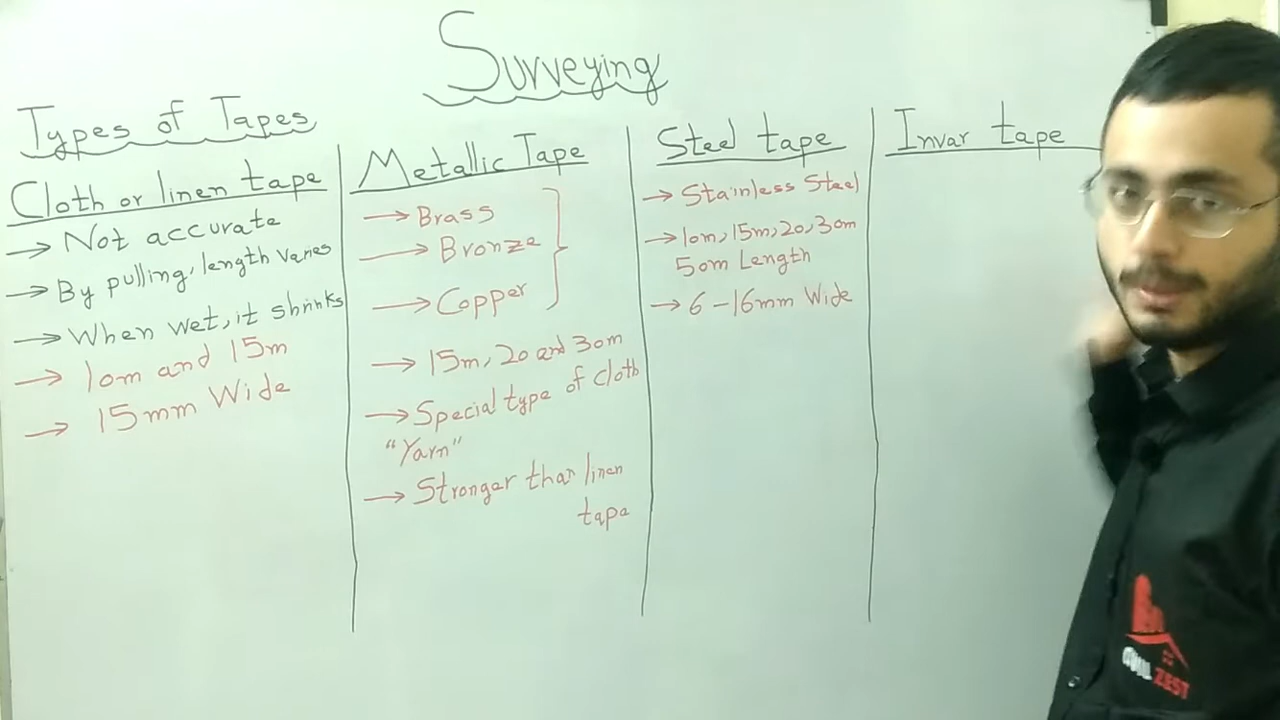 Surveying
Types of Tapes
Cloth or linen tape
→ Not accurate
→ By pulling, length varies
→ When wet, it shrinks
→ 10m and 15m
→ 15mm Wide
Metallic Tape
→ Brass
→ Bronze
→ Copper
→ 15m, 20 and 30m
→ Special type of cloth
"Yarn"
→ Stronger than linen
tape
Steel tape
→ Stainless Steel
→ 10m, 15m, 20, 30m
50m Length
→ 6-16mm Wide
Invar tape
CIVIL ZEST